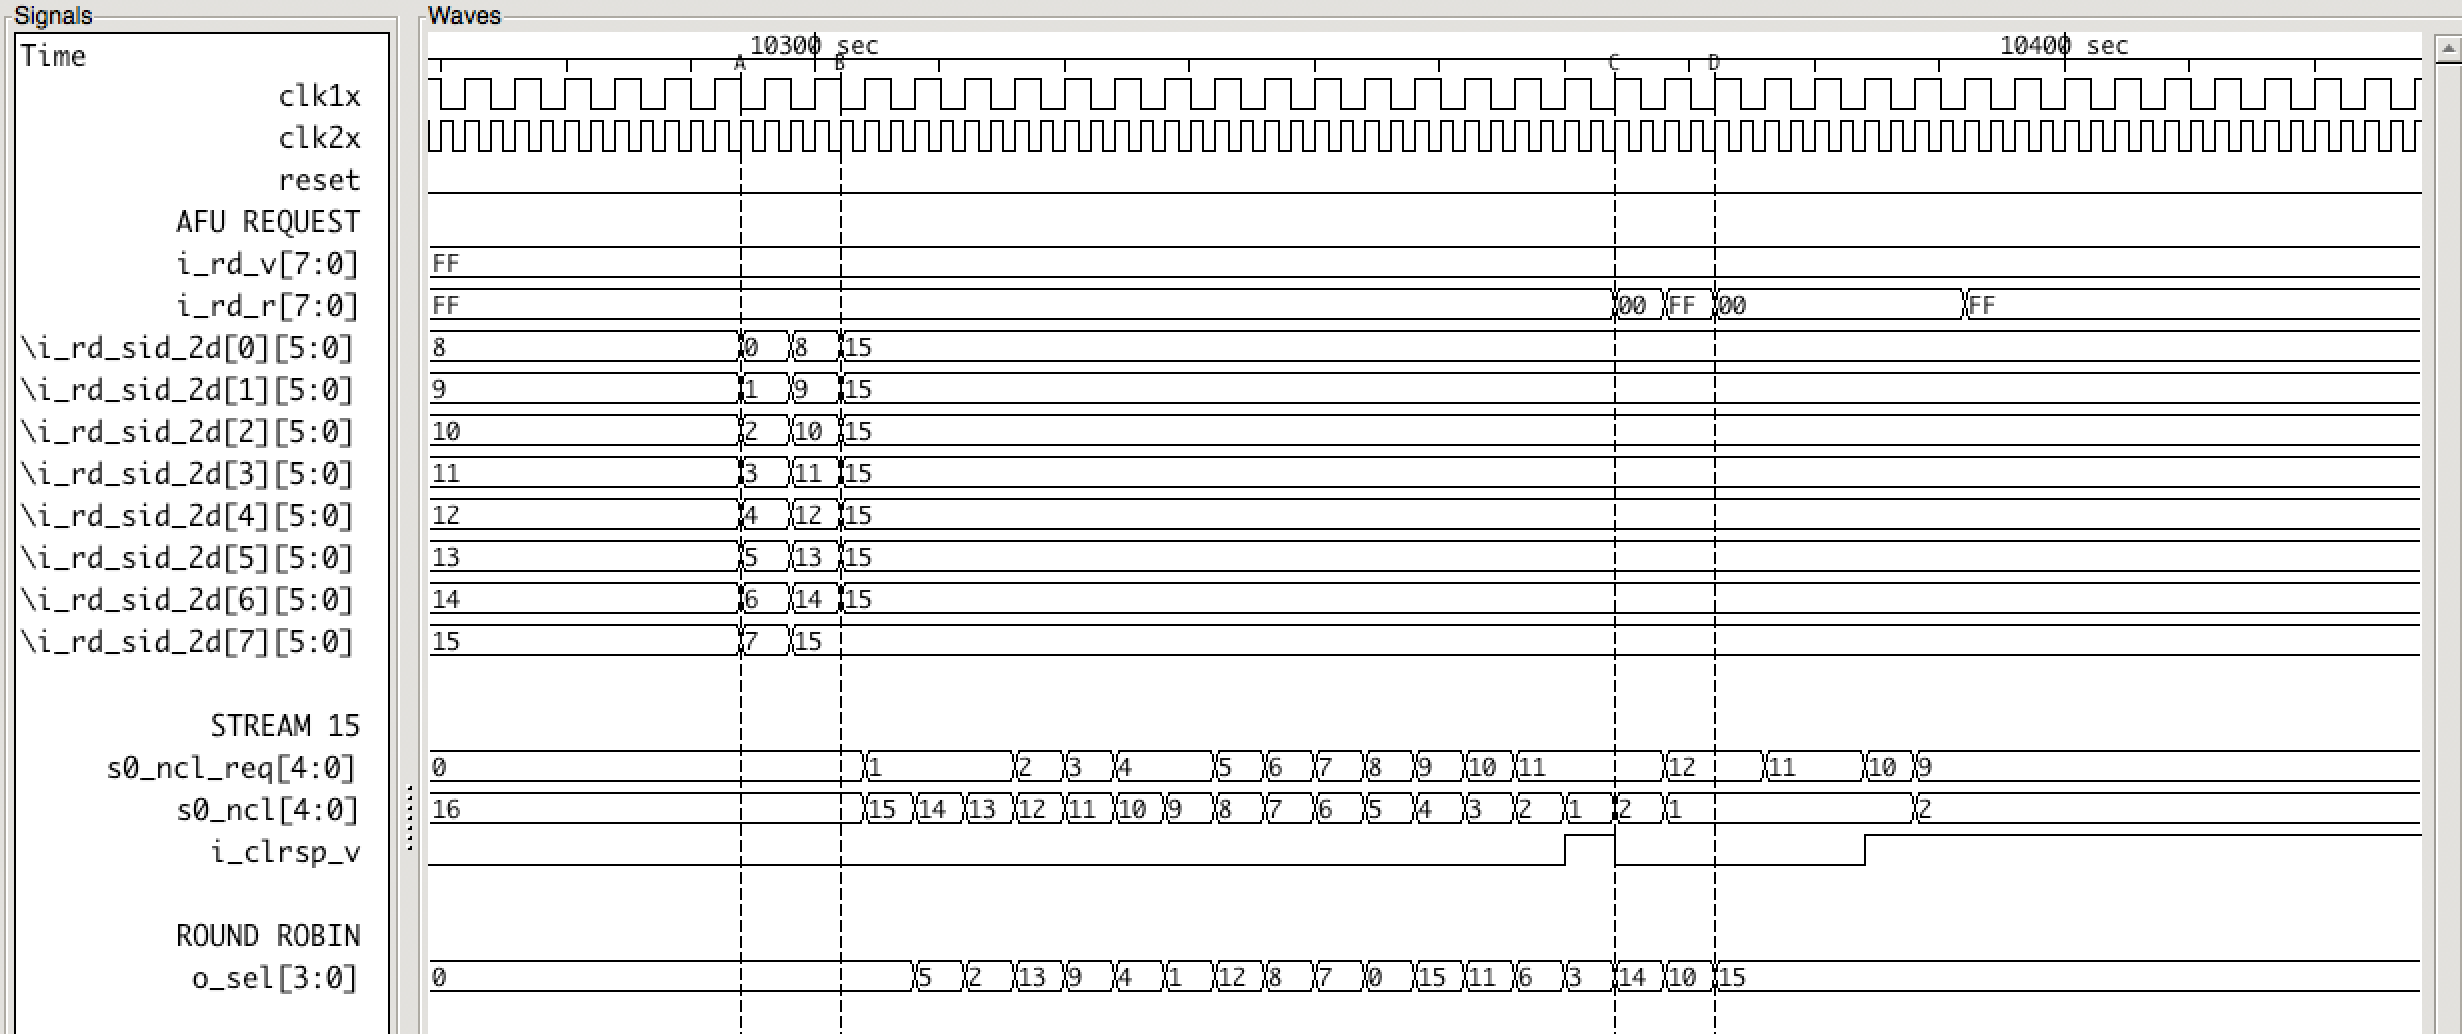 Signals Waves
Time 10300 sec 10400 sec
A B C D
clk1x
clk2x
reset
AFU REQUEST
i_rd_v[7:0] FF
i_rd_r[7:0] FF 00 FF 00 FF
\i_rd_sid_2d[0][5:0] 8 0 8 15
\i_rd_sid_2d[1][5:0] 9 1 9 15
\i_rd_sid_2d[2][5:0] 10 2 10 15
\i_rd_sid_2d[3][5:0] 11 3 11 15
\i_rd_sid_2d[4][5:0] 12 4 12 15
\i_rd_sid_2d[5][5:0] 13 5 13 15
\i_rd_sid_2d[6][5:0] 14 6 14 15
\i_rd_sid_2d[7][5:0] 15 7 15
STREAM 15
s0_ncl_req[4:0] 0 1 2 3 4 5 6 7 8 9 10 11 12 11 10 9
s0_ncl[4:0] 16 15 14 13 12 11 10 9 8 7 6 5 4 3 2 1 2 1 2
i_clrsp_v
ROUND ROBIN
o_sel[3:0] 0 5 2 13 9 4 1 12 8 7 0 15 11 6 3 14 10 15